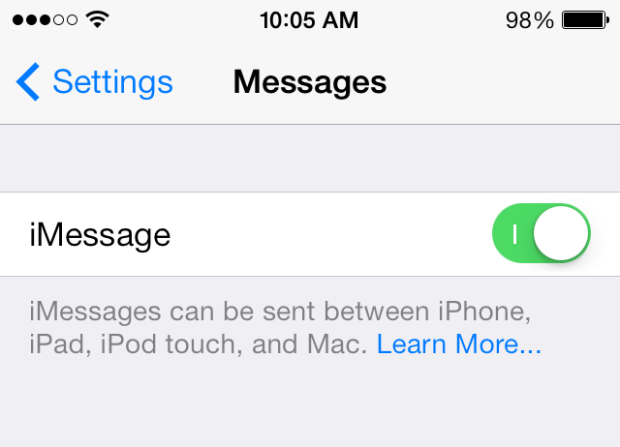 10:05 AM 98%
Settings Messages
iMessage
iMessages can be sent between iPhone,
iPad, iPod touch, and Mac. Learn More...